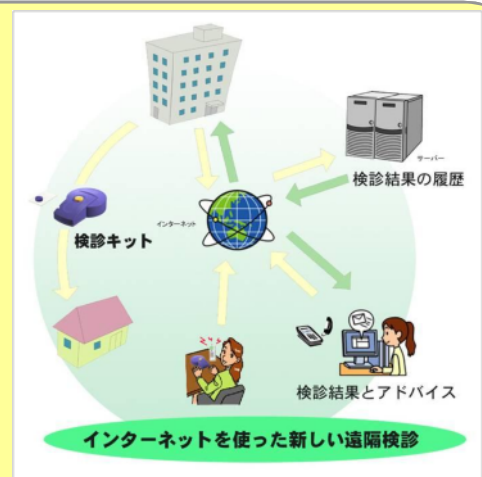 サーバー
検診結果の履歴
インターネット
検診キット
検診結果とアドバイス
インターネットを使った新しい遠隔検診